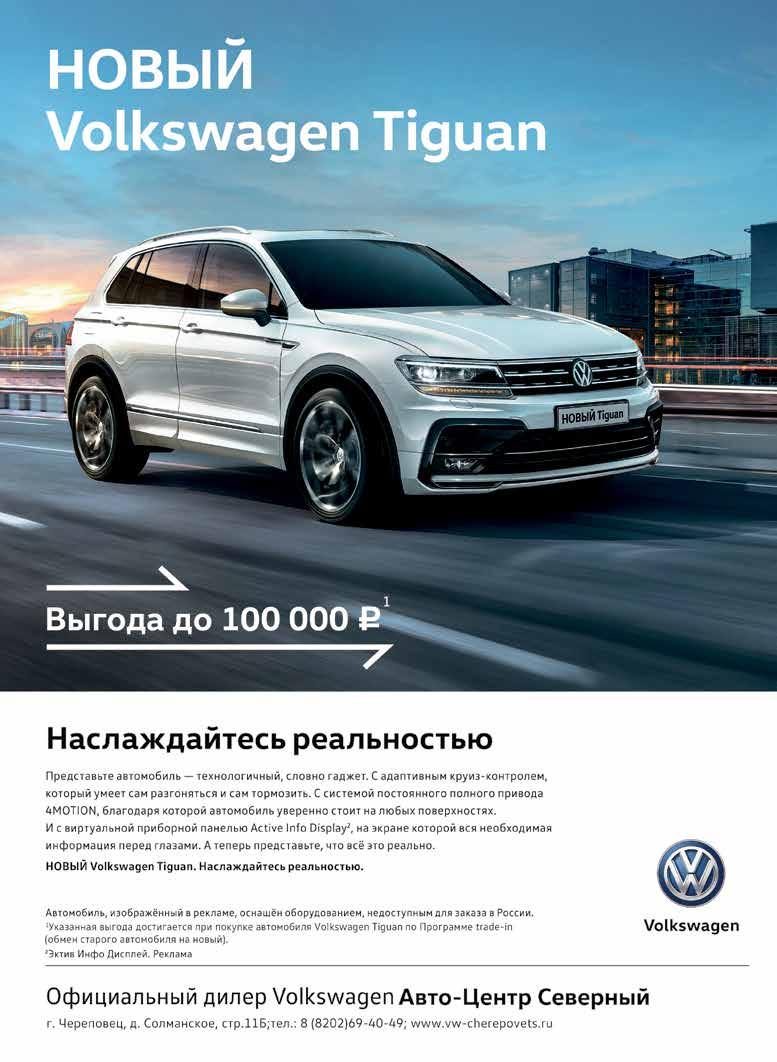 НОВЫЙ
Volkswagen Tiguan
НОВЫЙ Tiguan
Выгода до 100 000 ₽¹
Наслаждайтесь реальностью
Представьте автомобиль — технологичный, словно гаджет. С адаптивным круиз-контролем,
который умеет сам разгоняться и сам тормозить. С системой постоянного полного привода
4MOTION, благодаря которой автомобиль уверенно стоит на любых поверхностях.
И с виртуальной приборной панелью Active Info Display², на экране которой вся необходимая
информация перед глазами. А теперь представьте, что всё это реально.
НОВЫЙ Volkswagen Tiguan. Наслаждайтесь реальностью.
Volkswagen
Автомобиль, изображённый в рекламе, оснащён оборудованием, недоступным для заказа в России.
¹Указанная выгода достигается при покупке автомобиля Volkswagen Tiguan по Программе trade-in
(обмен старого автомобиля на новый).
²Эктив Инфо Дисплей. Реклама
Официальный дилер Volkswagen Авто-Центр Северный
г. Череповец, д. Солманское, стр.11Б;тел.: 8 (8202)69-40-49; www.vw-cherepovets.ru